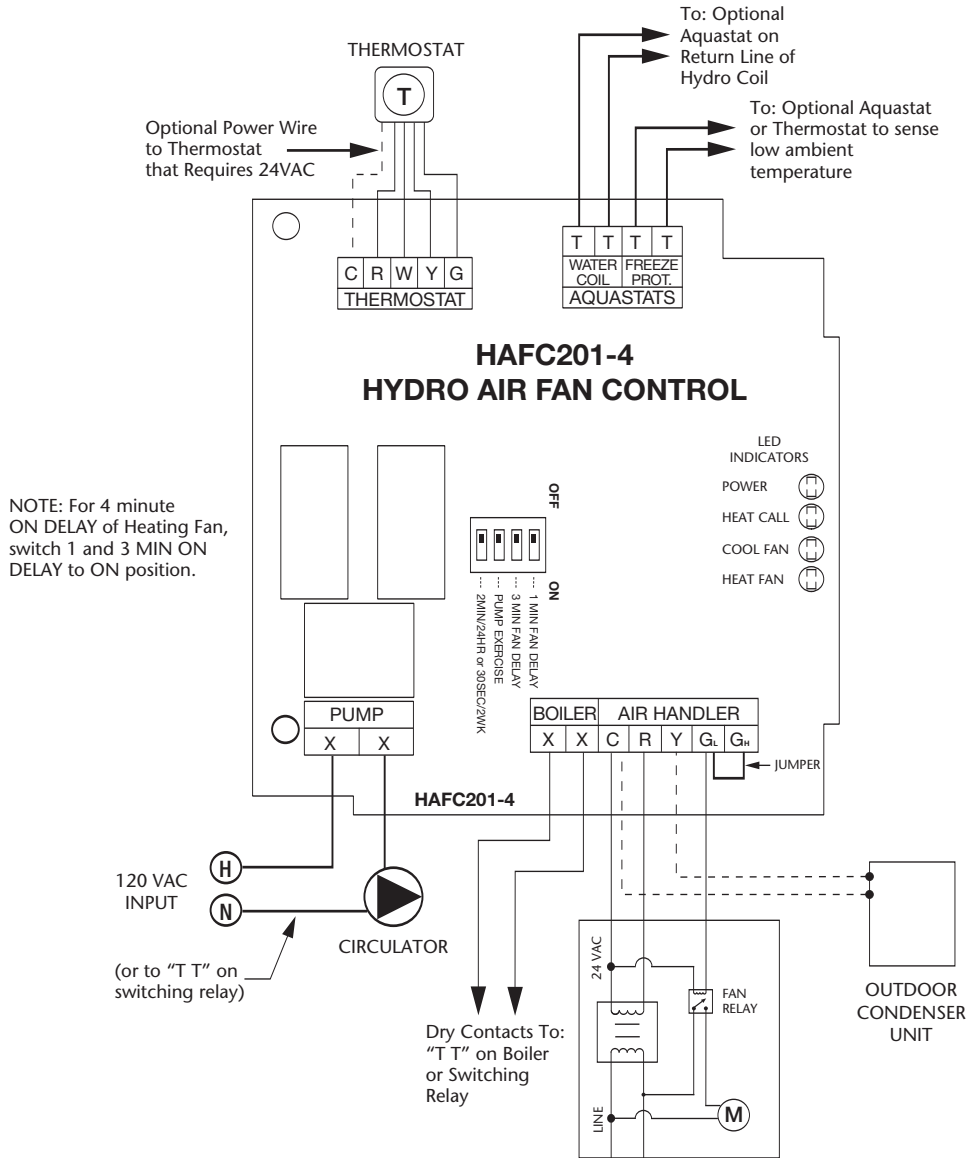 To: Optional
Aquastat on
Return Line of
Hydro Coil
THERMOSTAT
T
To: Optional Aquastat
or Thermostat to sense
low ambient
temperature
Optional Power Wire
to Thermostat
that Requires 24VAC
C R W Y G
THERMOSTAT
T T T T
WATER COIL
FREEZE PROT.
AQUASTATS
HAFC201-4
HYDRO AIR FAN CONTROL
LED
INDICATORS
POWER
HEAT CALL
COOL FAN
HEAT FAN
NOTE: For 4 minute
ON DELAY of Heating Fan,
switch 1 and 3 MIN ON
DELAY to ON position.
OFF
ON
--- 1 MIN FAN DELAY
--- 3 MIN FAN DELAY
--- PUMP EXERCISE
--- 2MIN/24HR or 30SEC/2WK
PUMP
X X
BOILER AIR HANDLER
X X C R Y GL GH
JUMPER
HAFC201-4
120 VAC
INPUT
H
N
CIRCULATOR
(or to “T T” on
switching relay)
Dry Contacts To:
“T T” on Boiler
or Switching
Relay
24 VAC
FAN
RELAY
LINE
M
OUTDOOR
CONDENSER
UNIT